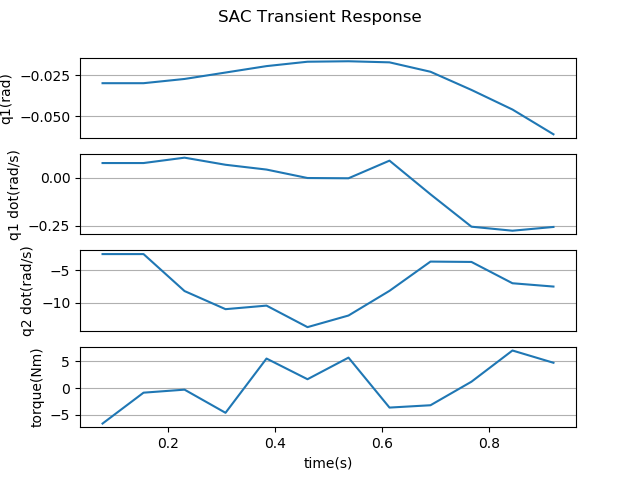 SAC Transient Response
q1(rad)
−0.025
−0.050
q1 dot(rad/s)
0.00
−0.25
q2 dot(rad/s)
−5
−10
torque(Nm)
5
0
−5
0.2 0.4 0.6 0.8
time(s)